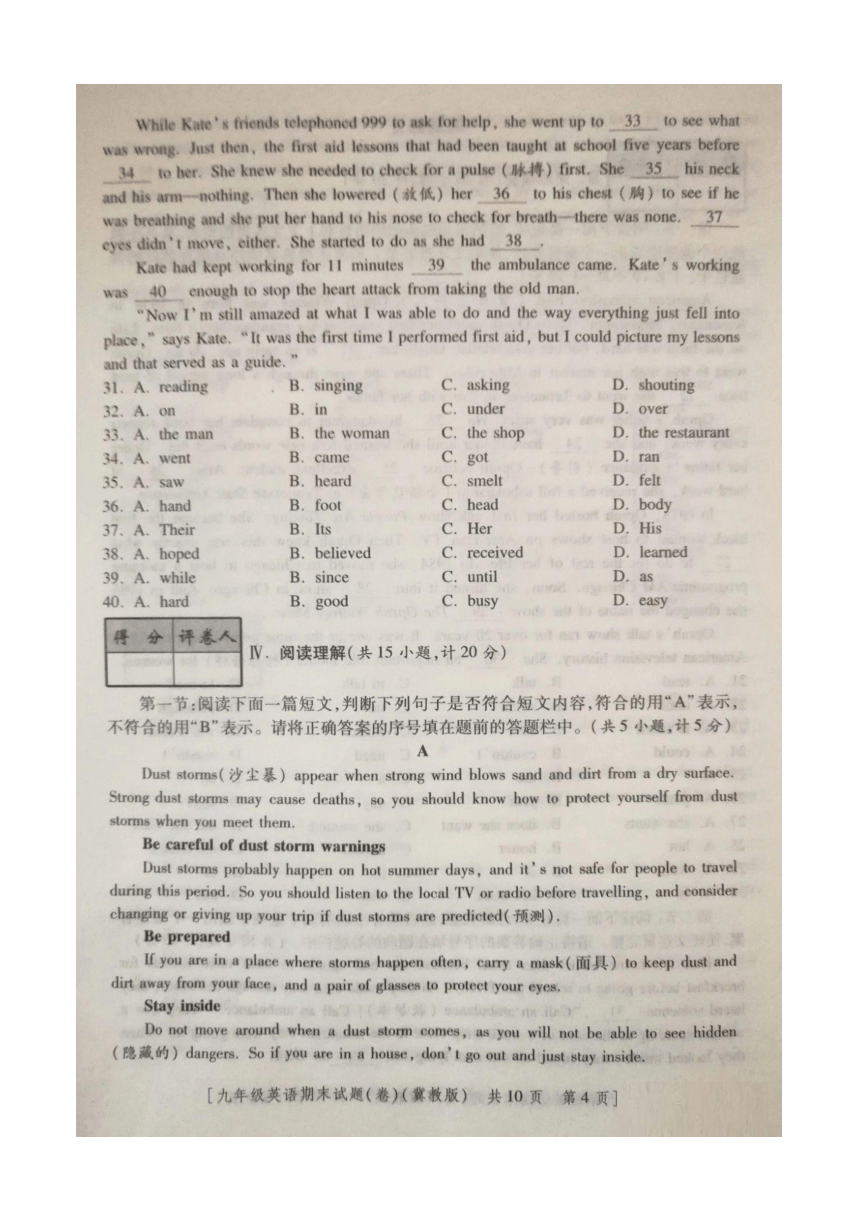 While Kate's friends telephoned 999 to ask for help, she went up to 33 to see what
was wrong. Just then, the first aid lessons that had been taught at school five years before
34 to her. She knew she needed to check for a pulse (脉搏) first. She 35 his neck
and his arm—nothing. Then she lowered (放低) her 36 to his chest (胸) to see if he
was breathing and she put her hand to his nose to check for breath—there was none. 37
eyes didn't move, either. She started to do as she had 38 .
Kate had kept working for 11 minutes 39 the ambulance came. Kate's working
was 40 enough to stop the heart attack from taking the old man.
"Now I'm still amazed at what I was able to do and the way everything just fell into
place," says Kate. "It was the first time I performed first aid, but I could picture my lessons
and that served as a guide."
31. A. reading B. singing C. asking D. shouting
32. A. on B. in C. under D. over
33. A. the man B. the woman C. the shop D. the restaurant
34. A. went B. came C. got D. ran
35. A. saw B. heard C. smelt D. felt
36. A. hand B. foot C. head D. body
37. A. Their B. Its C. Her D. His
38. A. hoped B. believed C. received D. learned
39. A. while B. since C. until D. as
40. A. hard B. good C. busy D. easy
得 分 评卷人
Ⅳ. 阅读理解(共 15 小题,计 20 分)
第一节:阅读下面一篇短文,判断下列句子是否符合短文内容,符合的用"A"表示,
不符合的用"B"表示。请将正确答案的序号填在题前的答题栏中。(共 5 小题,计 5 分)
A
Dust storms(沙尘暴) appear when strong wind blows sand and dirt from a dry surface.
Strong dust storms may cause deaths, so you should know how to protect yourself from dust
storms when you meet them.
Be careful of dust storm warnings
Dust storms probably happen on hot summer days, and it's not safe for people to travel
during this period. So you should listen to the local TV or radio before travelling, and consider
changing or giving up your trip if dust storms are predicted(预测).
Be prepared
If you are in a place where storms happen often, carry a mask(面具) to keep dust and
dirt away from your face, and a pair of glasses to protect your eyes.
Stay inside
Do not move around when a dust storm comes, as you will not be able to see hidden
(隐藏的) dangers. So if you are in a house, don't go out and just stay inside.
[九年级英语期末试题(卷)(冀教版) 共 10 页 第 4 页]